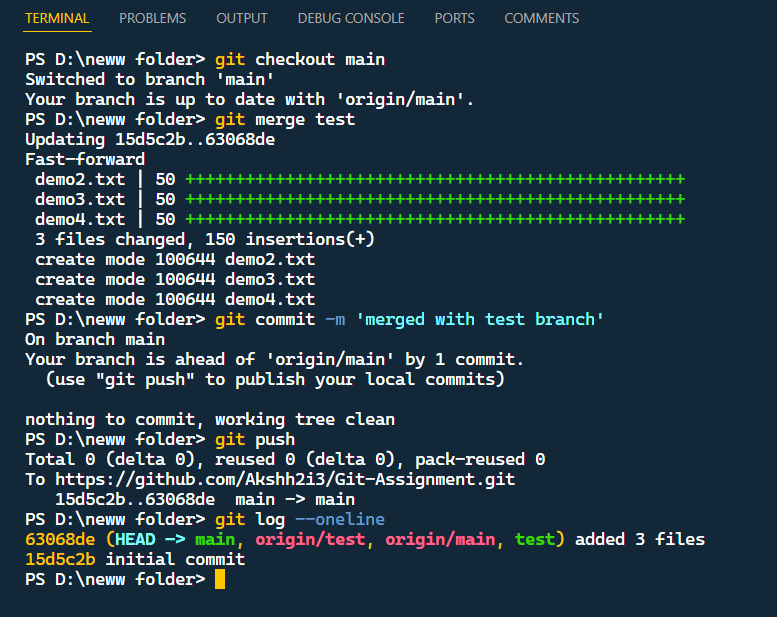 TERMINAL PROBLEMS OUTPUT DEBUG CONSOLE PORTS COMMENTS
PS D:\neww folder> git checkout main
Switched to branch 'main'
Your branch is up to date with 'origin/main'.
PS D:\neww folder> git merge test
Updating 15d5c2b..63068de
Fast-forward
 demo2.txt | 50 ++++++++++++++++++++++++++++++++++++++++++++++++++
 demo3.txt | 50 ++++++++++++++++++++++++++++++++++++++++++++++++++
 demo4.txt | 50 ++++++++++++++++++++++++++++++++++++++++++++++++++
 3 files changed, 150 insertions(+)
 create mode 100644 demo2.txt
 create mode 100644 demo3.txt
 create mode 100644 demo4.txt
PS D:\neww folder> git commit -m 'merged with test branch'
On branch main
Your branch is ahead of 'origin/main' by 1 commit.
  (use "git push" to publish your local commits)

nothing to commit, working tree clean
PS D:\neww folder> git push
Total 0 (delta 0), reused 0 (delta 0), pack-reused 0
To https://github.com/Akshh2i3/Git-Assignment.git
   15d5c2b..63068de  main -> main
PS D:\neww folder> git log --oneline
63068de (HEAD -> main, origin/test, origin/main, test) added 3 files
15d5c2b initial commit
PS D:\neww folder>